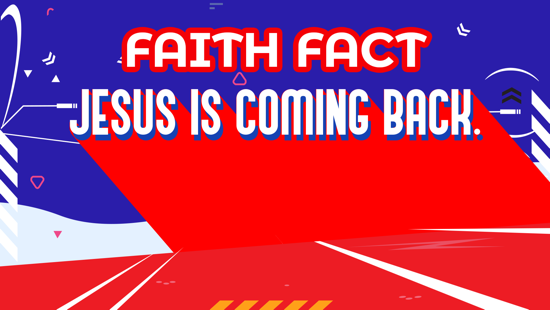 FAITH FACT
JESUS IS COMING BACK.